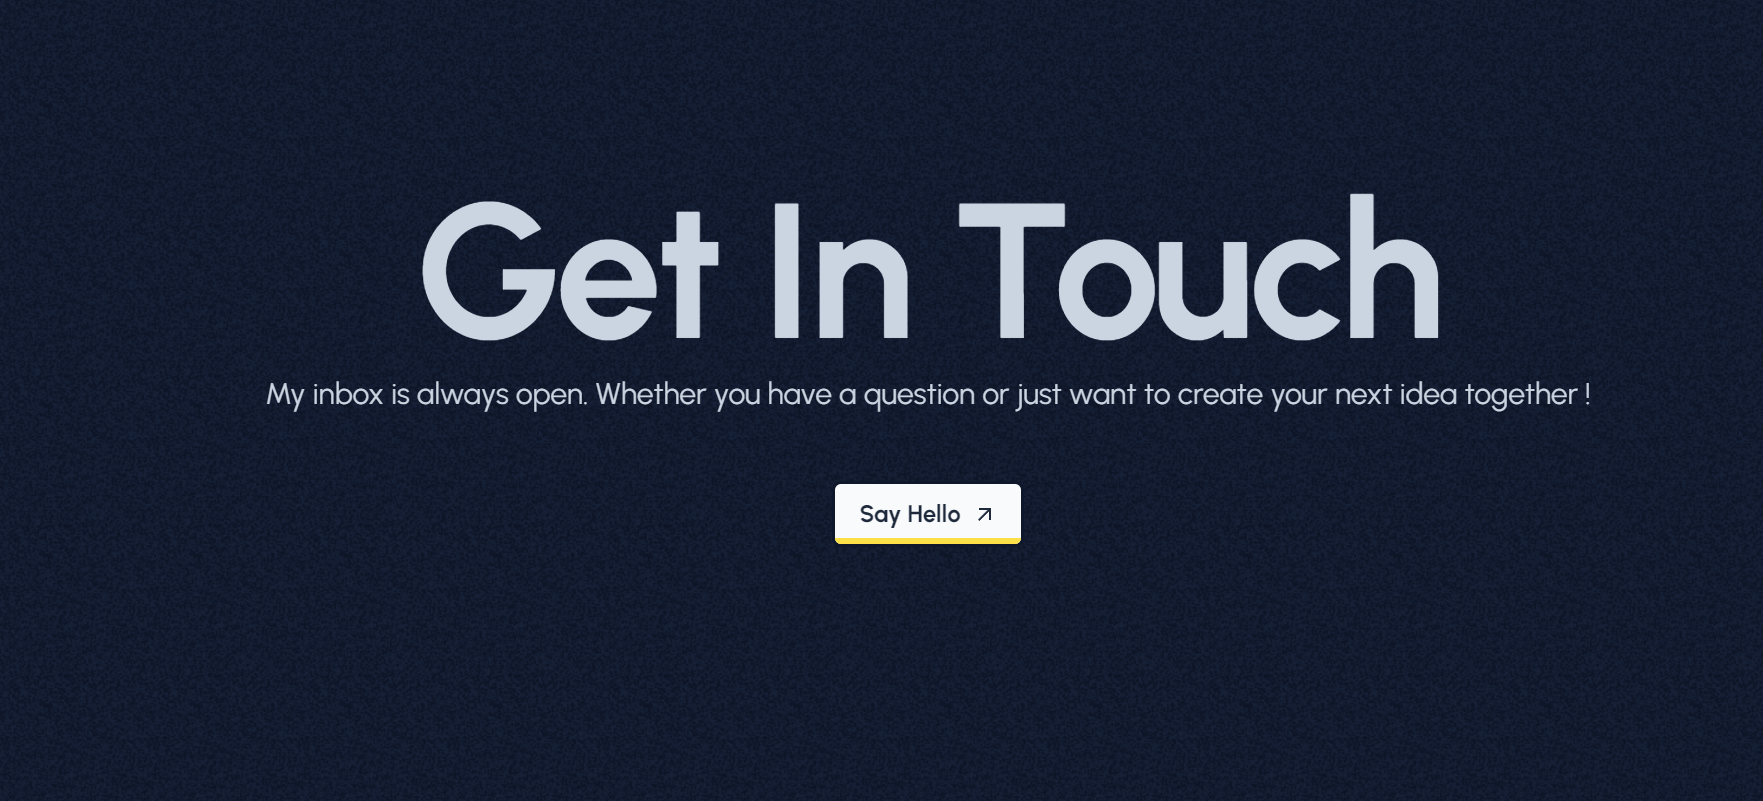 Get In Touch
My inbox is always open. Whether you have a question or just want to create your next idea together !
Say Hello